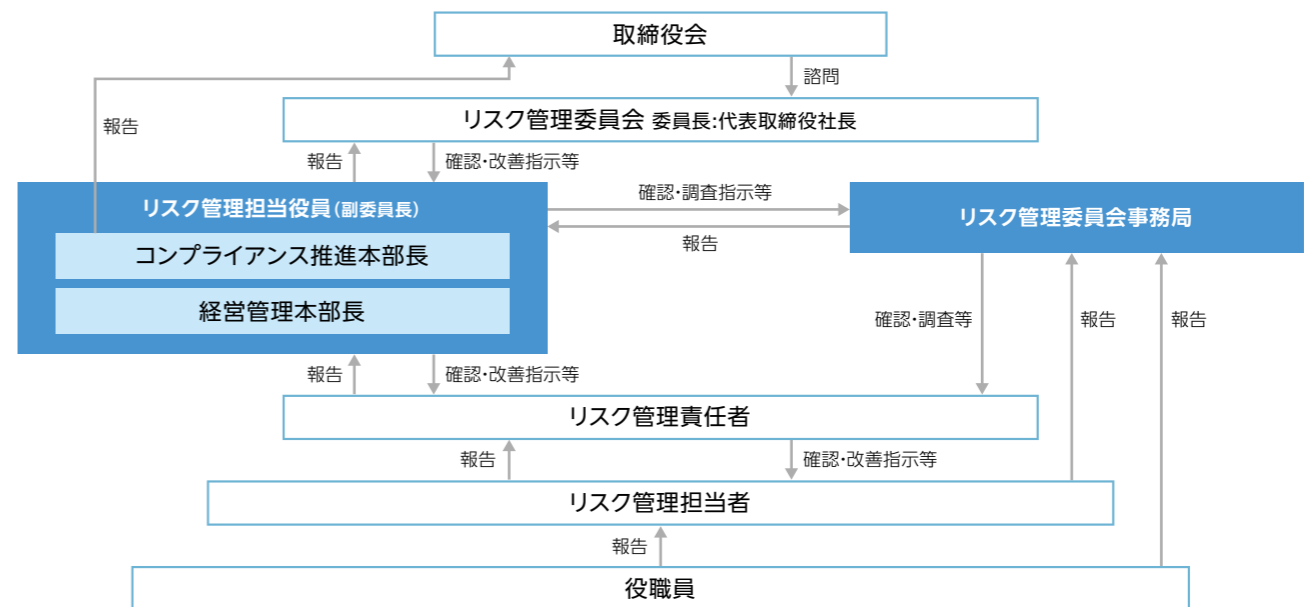 取締役会
諮問
報告
リスク管理委員会 委員長:代表取締役社長
報告
確認・改善指示等
リスク管理担当役員(副委員長)
コンプライアンス推進本部長
経営管理本部長
確認・調査指示等
報告
リスク管理委員会事務局
確認・調査等
報告
報告
報告
確認・改善指示等
リスク管理責任者
報告
確認・改善指示等
リスク管理担当者
報告
役職員